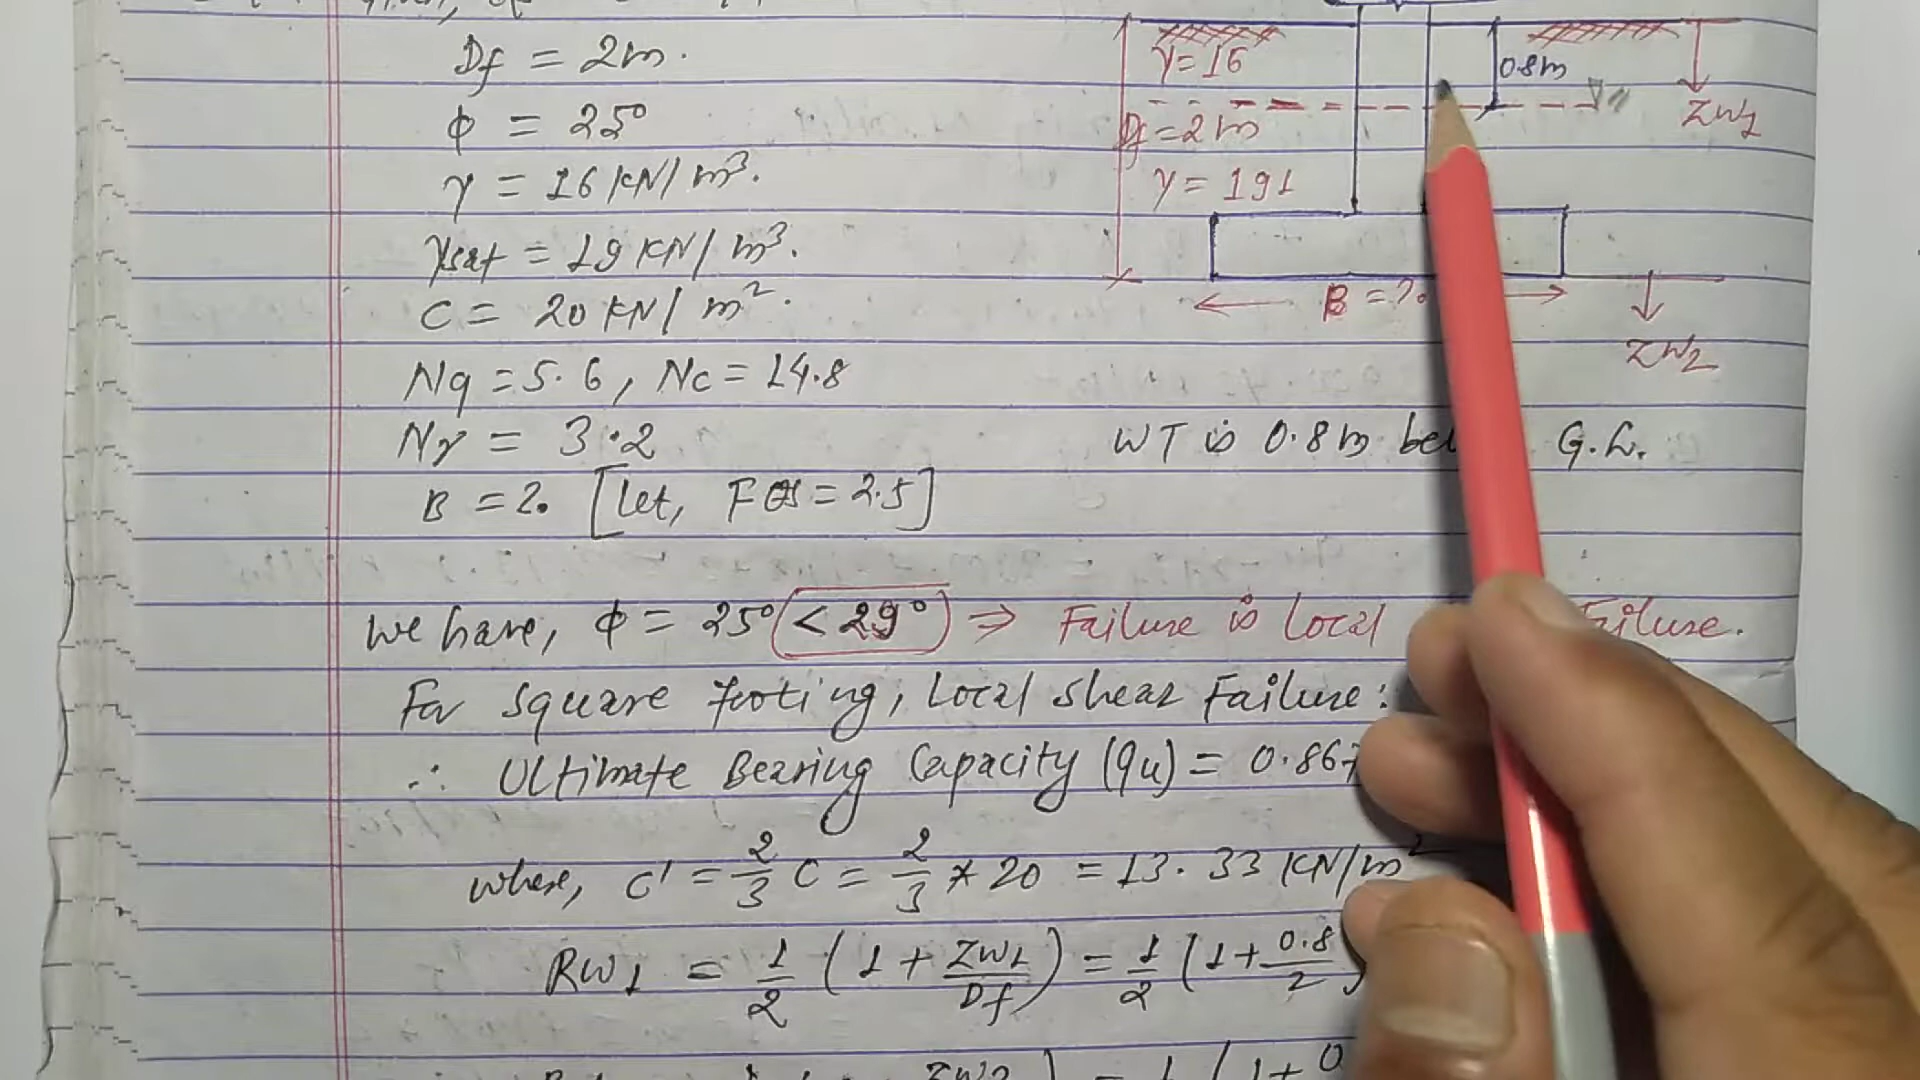 Df = 2m.
ϕ = 25°
γ = 16 KN/m³.
γsat = 19 KN/m³.
C = 20 KN/m².
Nq = 5.6, Nc = 14.8
Nγ = 3.2
B = ?. [Let, FOS = 2.5]
γ = 16
0.8m
Zw1
Df = 2m
γ = 191
B = ?.
Zw2
WT is 0.8m G.L.
We have, ϕ = 25° < 29° ⇒ Failure is Local
For square footing, Local shear Failure:
∴ Ultimate Bearing Capacity (qu) = 0.867
where, C' = 2/3 C = 2/3 * 20 = 13.33 KN/m²
RW1 = 1/2 (1 + ZW1/Df) = 1/2 (1 + 0.8/2)